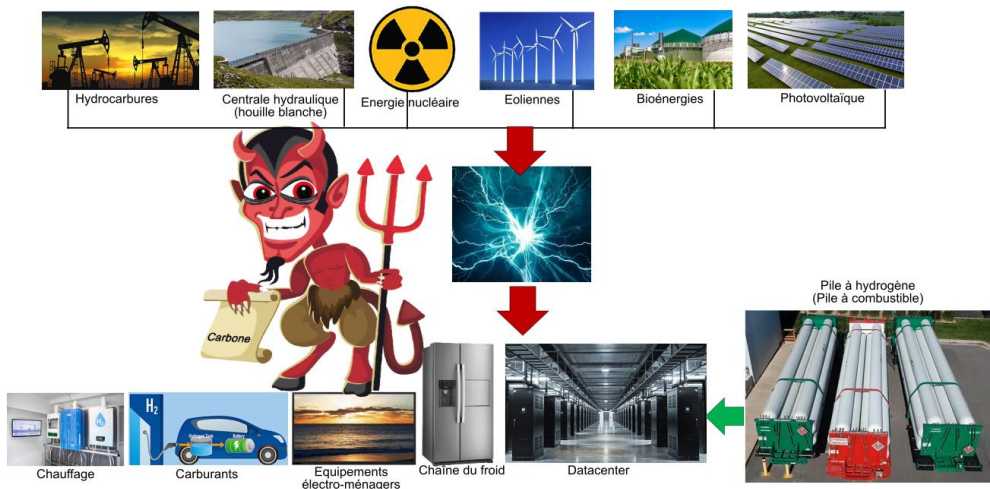 Hydrocarbures
Centrale hydraulique
(houille blanche)
Energie nucléaire
Eoliennes
Bioénergies
Photovoltaïque
Carbone
Pile à hydrogène
(Pile à combustible)
H2
Chauffage
Carburants
Equipements
électro-ménagers
Chaîne du froid
Datacenter